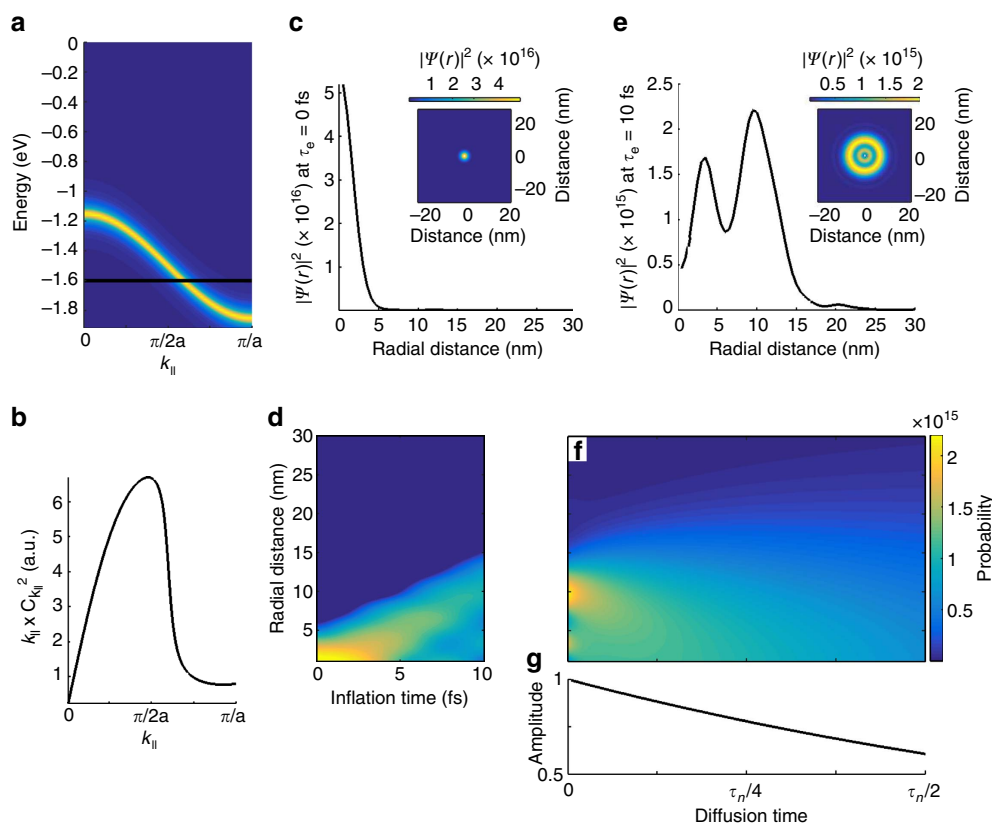 a
Energy (eV)
0
−0.2
−0.4
−0.6
−0.8
−1
−1.2
−1.4
−1.6
−1.8
0 π/2a π/a
k||
c
|Ψ(r)|2 (× 1016) at τe = 0 fs
5
4
3
2
1
0 5 10 15 20 25 30
Radial distance (nm)
|Ψ(r)|2 (× 1016)
1 2 3 4
20
0
−20
Distance (nm)
−20 0 20
Distance (nm)
e
|Ψ(r)|2 (× 1015) at τe = 10 fs
2.5
2
1.5
1
0.5
0
0 5 10 15 20 25 30
Radial distance (nm)
|Ψ(r)|2 (× 1015)
0.5 1 1.5 2
20
0
−20
Distance (nm)
−20 0 20
Distance (nm)
b
k|| x Ck||2 (a.u.)
6
5
4
3
2
1
0 π/2a π/a
k||
d
Radial distance (nm)
30
25
20
15
10
5
0 5 10
Inflation time (fs)
f
×1015
2
1.5
1
0.5
Probability
g
Amplitude
1
0.5
0 τn/4 τn/2
Diffusion time